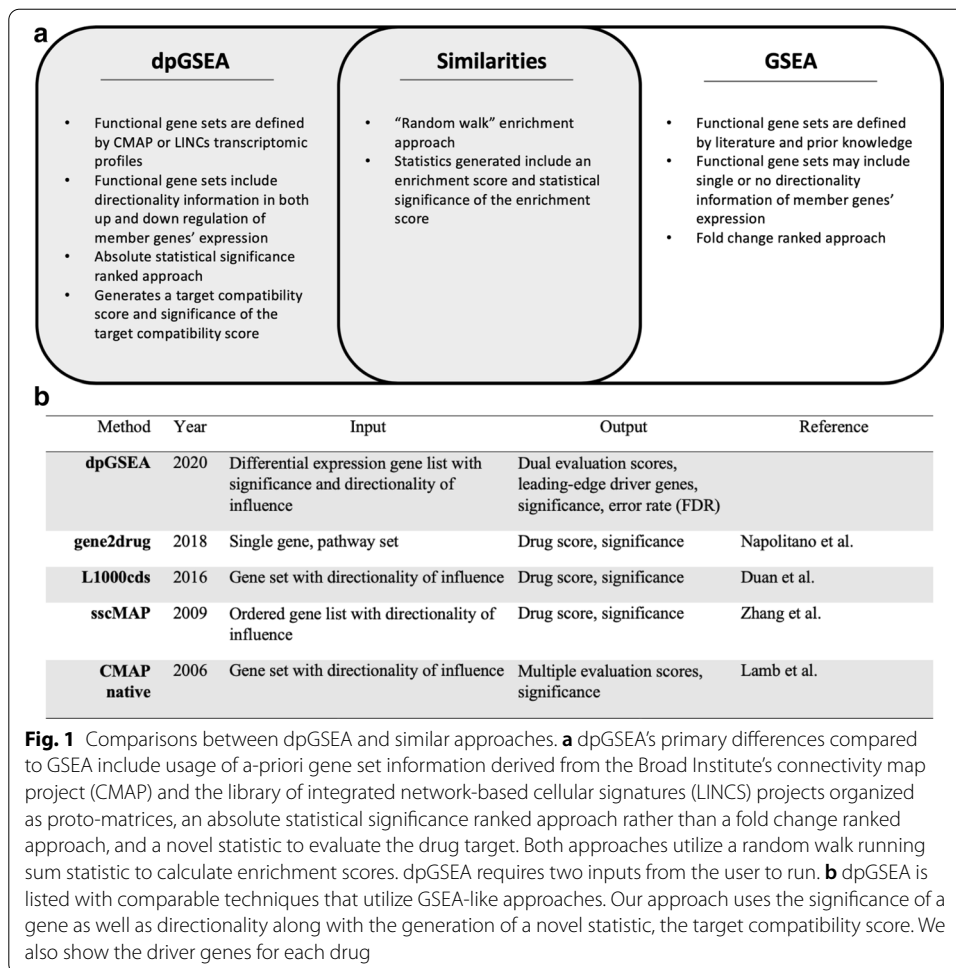 a
dpGSEA
• Functional gene sets are defined
by CMAP or LINCs transcriptomic
profiles
• Functional gene sets include
directionality information in both
up and down regulation of
member genes’ expression
• Absolute statistical significance
ranked approach
• Generates a target compatibility
score and significance of the
target compatibility score
Similarities
• “Random walk” enrichment
approach
• Statistics generated include an
enrichment score and statistical
significance of the enrichment
score
GSEA
• Functional gene sets are defined
by literature and prior knowledge
• Functional gene sets may include
single or no directionality
information of member genes’
expression
• Fold change ranked approach
b
Method Year Input Output Reference
dpGSEA 2020 Differential expression gene list with Dual evaluation scores,
significance and directionality of leading-edge driver genes,
influence significance, error rate (FDR)
gene2drug 2018 Single gene, pathway set Drug score, significance Napolitano et al.
L1000cds 2016 Gene set with directionality of influence Drug score, significance Duan et al.
sscMAP 2009 Ordered gene list with directionality of Drug score, significance Zhang et al.
influence
CMAP 2006 Gene set with directionality of influence Multiple evaluation scores, Lamb et al.
native significance
Fig. 1 Comparisons between dpGSEA and similar approaches. a dpGSEA’s primary differences compared
to GSEA include usage of a-priori gene set information derived from the Broad Institute’s connectivity map
project (CMAP) and the library of integrated network-based cellular signatures (LINCS) projects organized
as proto-matrices, an absolute statistical significance ranked approach rather than a fold change ranked
approach, and a novel statistic to evaluate the drug target. Both approaches utilize a random walk running
sum statistic to calculate enrichment scores. dpGSEA requires two inputs from the user to run. b dpGSEA is
listed with comparable techniques that utilize GSEA-like approaches. Our approach uses the significance of a
gene as well as directionality along with the generation of a novel statistic, the target compatibility score. We
also show the driver genes for each drug